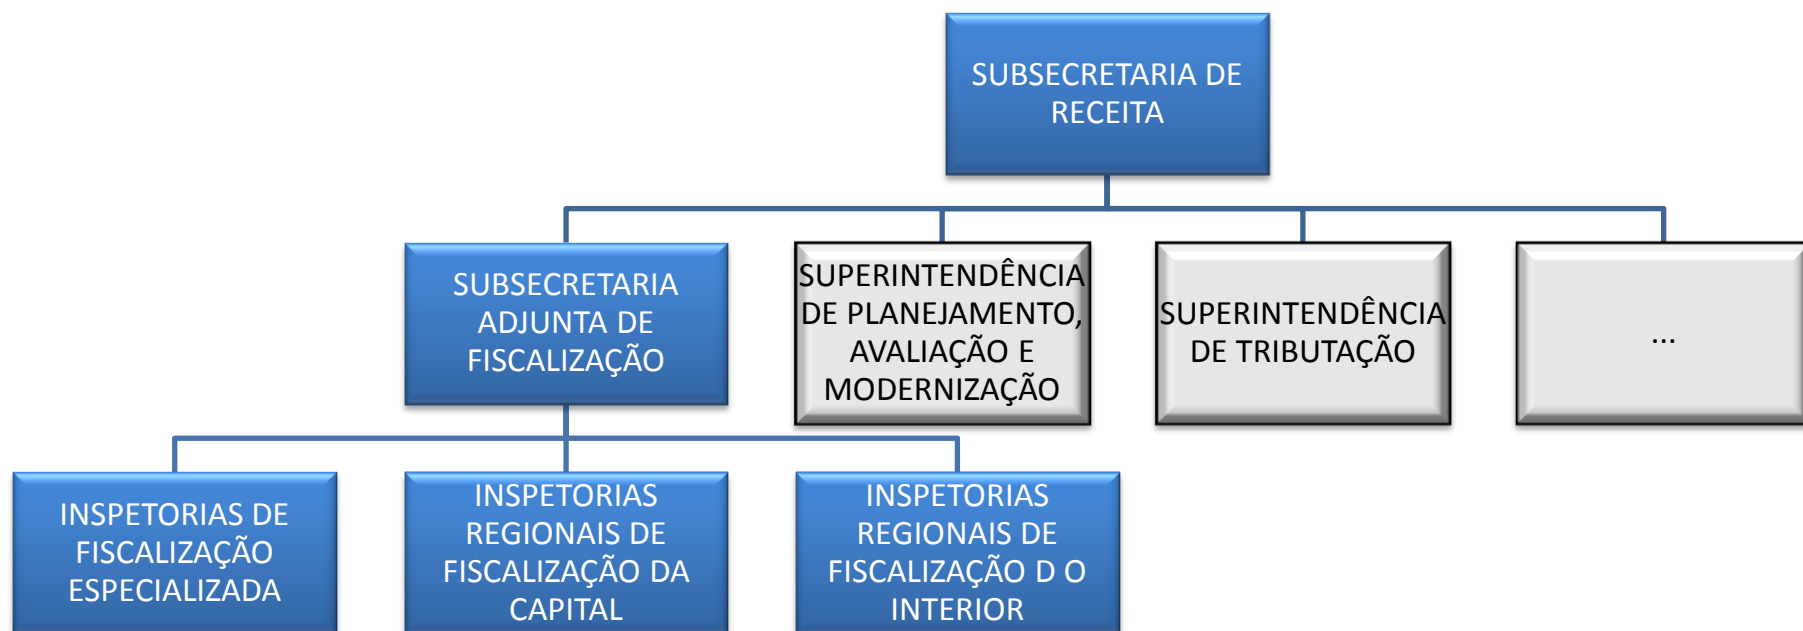 SUBSECRETARIA DE
RECEITA
SUBSECRETARIA
ADJUNTA DE
FISCALIZAÇÃO
SUPERINTENDÊNCIA
DE PLANEJAMENTO,
AVALIAÇÃO E
MODERNIZAÇÃO
SUPERINTENDÊNCIA
DE TRIBUTAÇÃO
...
INSPETORIAS DE
FISCALIZAÇÃO
ESPECIALIZADA
INSPETORIAS
REGIONAIS DE
FISCALIZAÇÃO DA
CAPITAL
INSPETORIAS
REGIONAIS DE
FISCALIZAÇÃO D O
INTERIOR